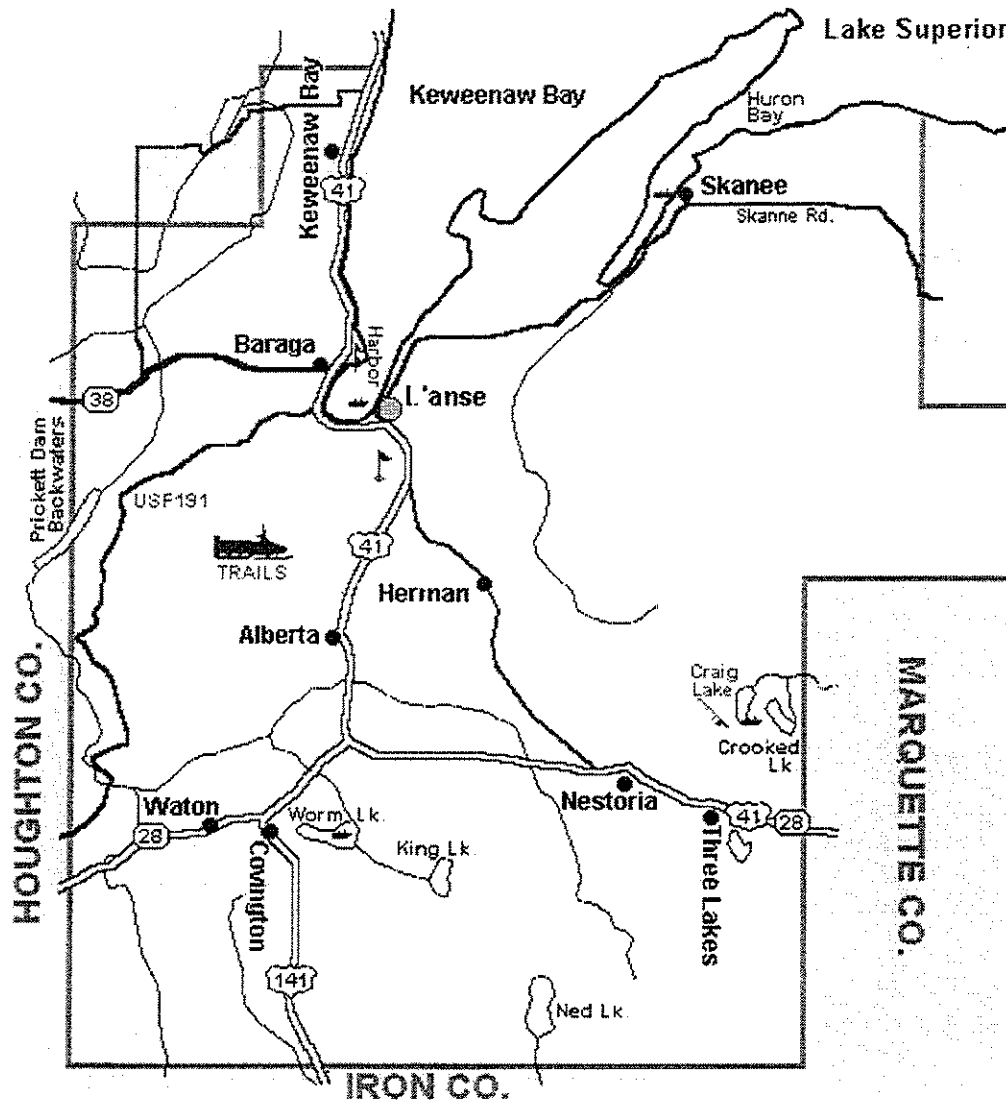 Lake Superior
Keweenaw Bay
Keweenaw Bay
Huron
Bay
41
Skanee
Skanne Rd.
Baraga
Harbor
38
L'anse
Prickett Dam
Backwaters
USF191
TRAILS
41
Herman
Alberta
HOUGHTON CO.
MARQUETTE CO.
Craig
Lake
Crooked
Lk
Nestoria
Waton
28
Worm Lk.
King Lk.
Covington
41
28
Three Lakes
141
Ned Lk.
IRON CO.